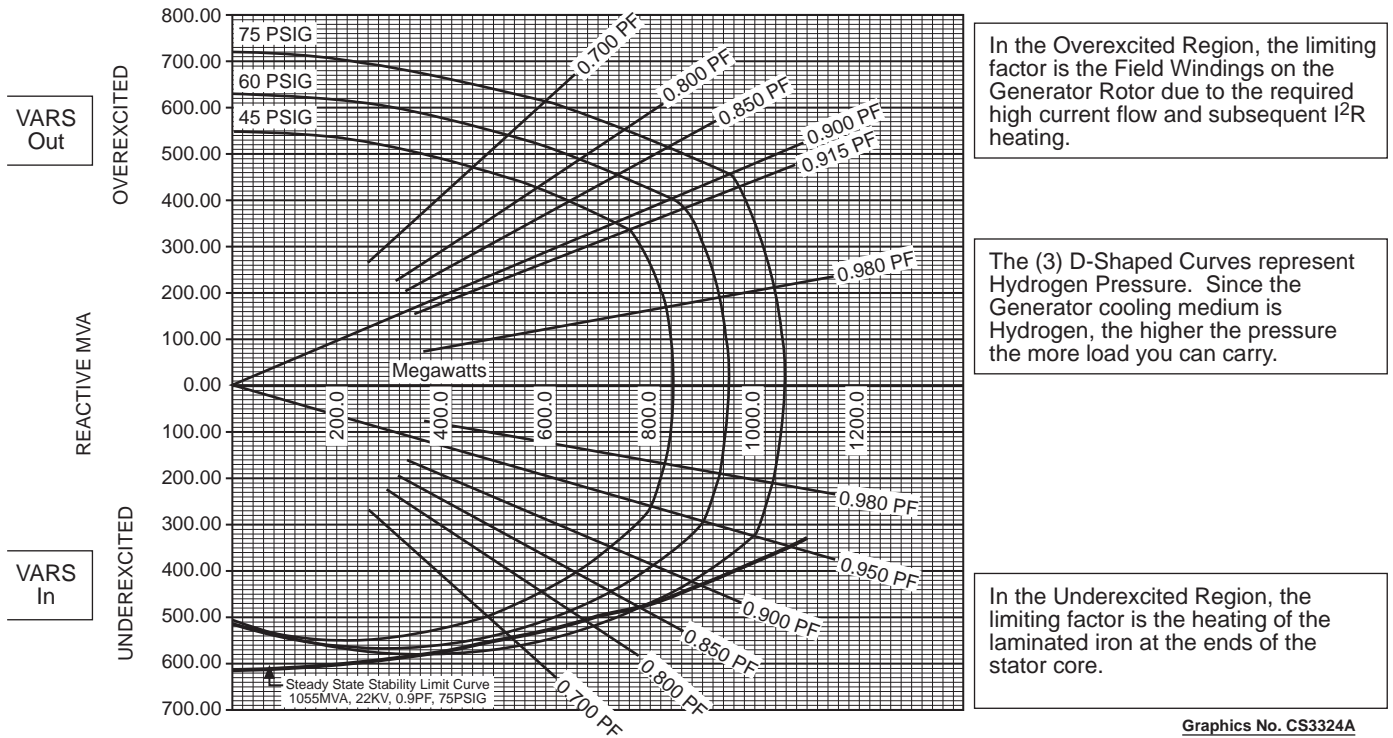 800.00
700.00
600.00
500.00
400.00
300.00
200.00
100.00
0.00
100.00
200.00
300.00
400.00
500.00
600.00
700.00
VARS
Out
VARS
In
OVEREXCITED
REACTIVE MVA
UNDEREXCITED
75 PSIG
60 PSIG
45 PSIG
0.700 PF
0.800 PF
0.850 PF
0.900 PF
0.915 PF
0.980 PF
Megawatts
200.0
400.0
600.0
800.0
1000.0
1200.0
0.980 PF
0.950 PF
0.900 PF
0.850 PF
0.800 PF
0.700 PF
Steady State Stability Limit Curve
1055MVA, 22KV, 0.9PF, 75PSIG
In the Overexcited Region, the limiting
factor is the Field Windings on the
Generator Rotor due to the required
high current flow and subsequent I²R
heating.
The (3) D-Shaped Curves represent
Hydrogen Pressure. Since the
Generator cooling medium is
Hydrogen, the higher the pressure
the more load you can carry.
In the Underexcited Region, the
limiting factor is the heating of the
laminated iron at the ends of the
stator core.
Graphics No. CS3324A